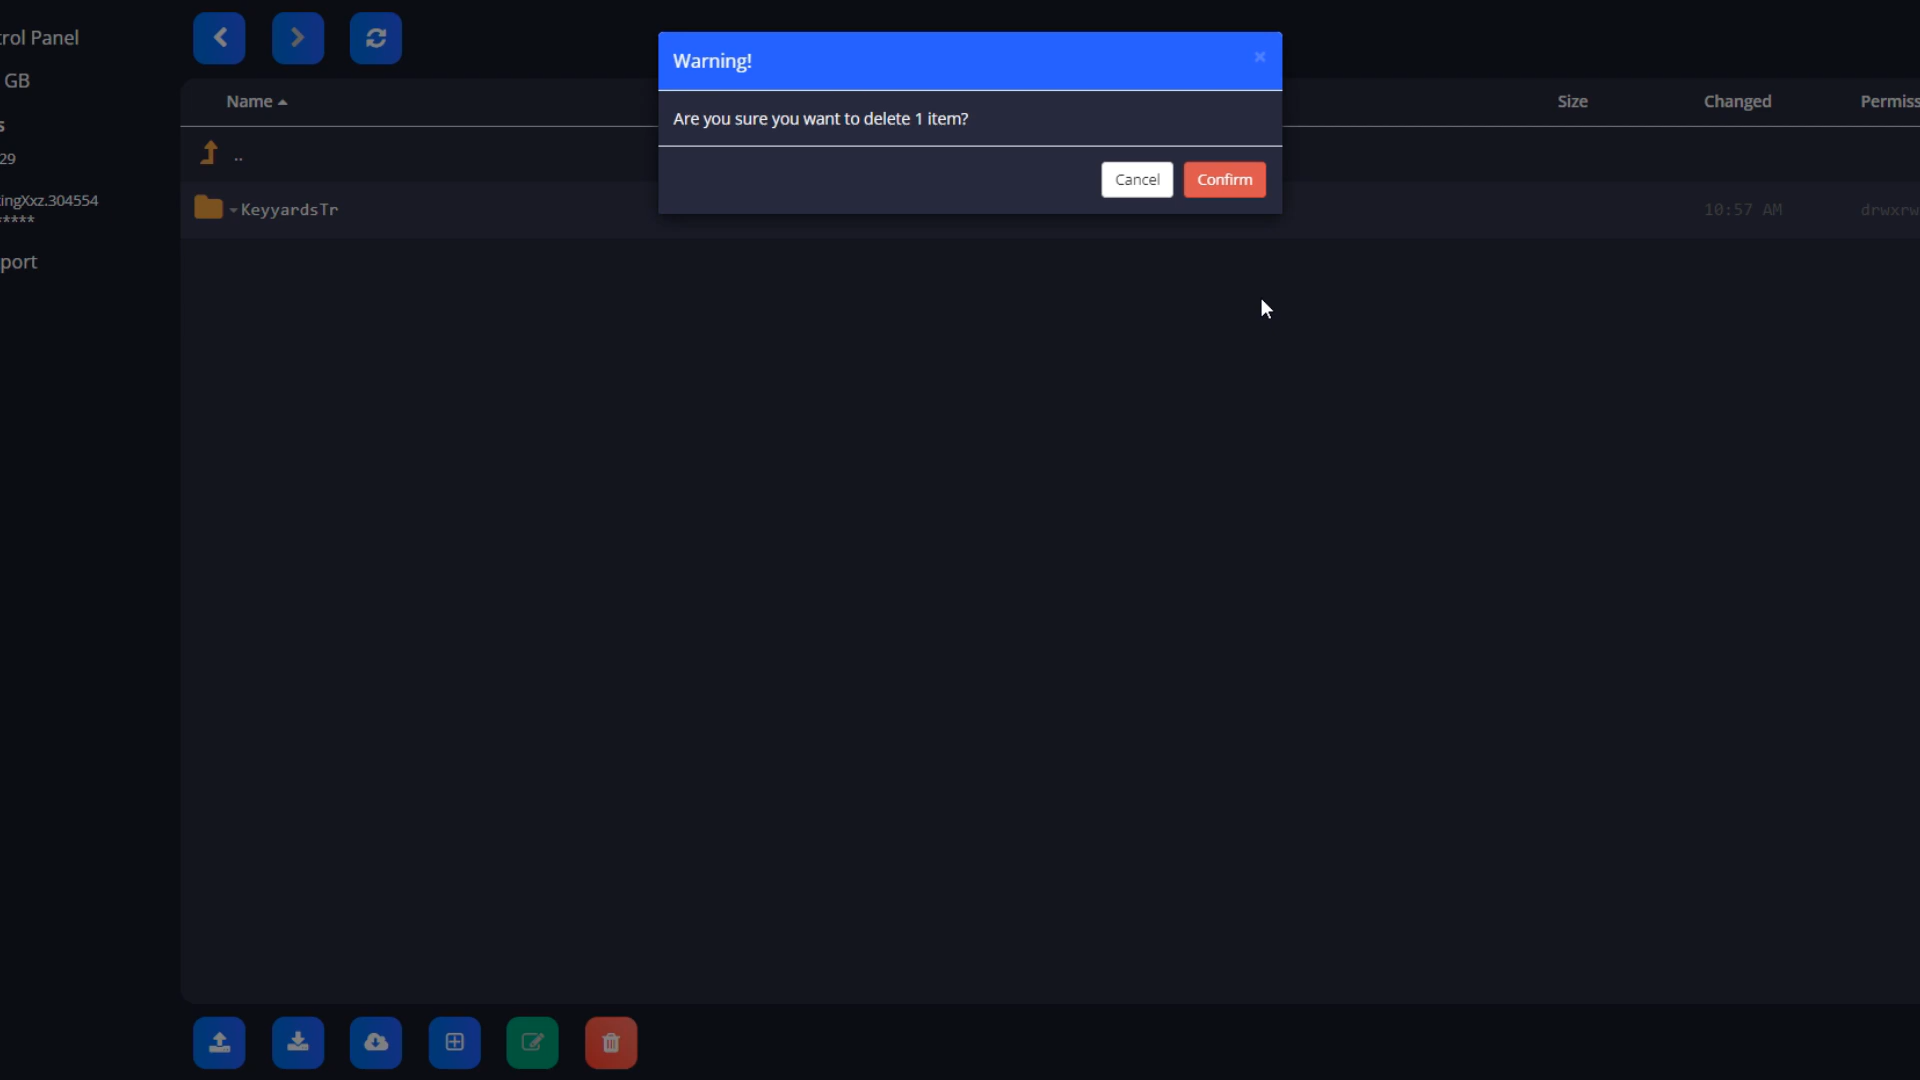 trol Panel
GB
s
29
ingXxz.304554
*****
port
Warning!
Are you sure you want to delete 1 item?
Cancel
Confirm
Name
Size
Changed
Permiss
..
KeyyardsTr
10:57 AM
drwxrw